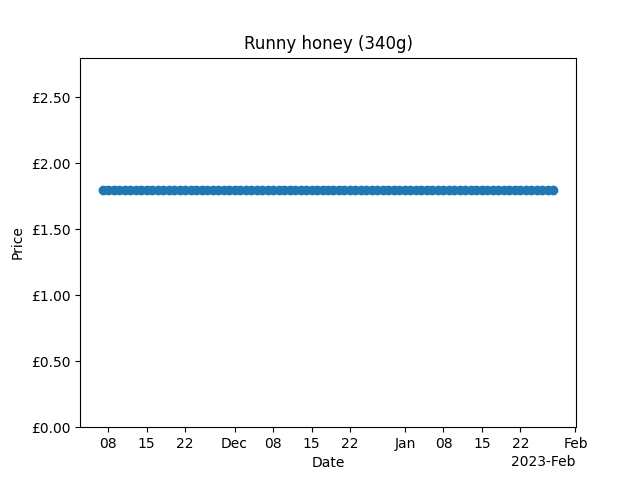 Runny honey (340g)
£2.50
£2.00
£1.50
£1.00
£0.50
£0.00
Price
08 15 22 Dec 08 15 22 Jan 08 15 22 Feb
Date
2023-Feb